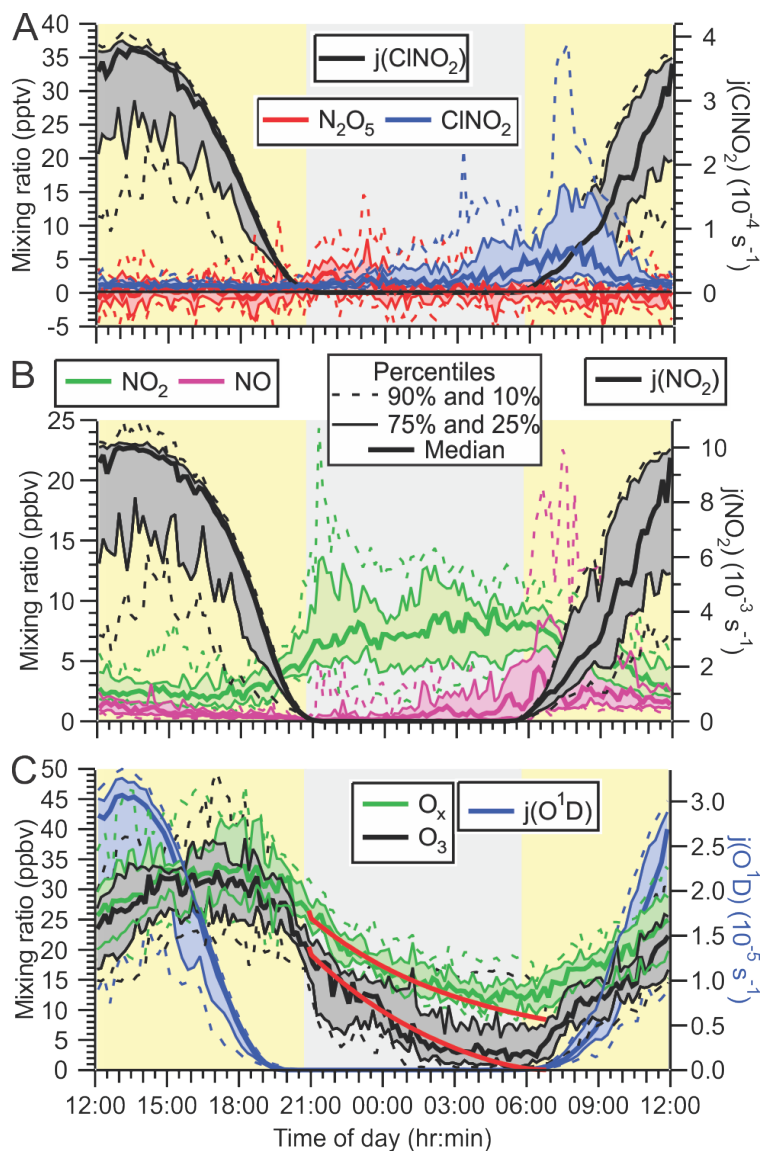 A
40
35
30
25
20
15
10
5
0
-5
Mixing ratio (pptv)
j(ClNO₂)
N₂O₅ ClNO₂
4
3
2
1
0
j(ClNO₂) (10⁻⁴ s⁻¹)
B
NO₂ NO
Percentiles
90% and 10%
75% and 25%
Median
j(NO₂)
25
20
15
10
5
0
Mixing ratio (ppbv)
10
8
6
4
2
0
j(NO₂) (10⁻³ s⁻¹)
C
50
45
40
35
30
25
20
15
10
5
0
Mixing ratio (ppbv)
Oₓ
O₃
j(O¹D)
3.0
2.5
2.0
1.5
1.0
0.5
0.0
j(O¹D) (10⁻⁵ s⁻¹)
12:00 15:00 18:00 21:00 00:00 03:00 06:00 09:00 12:00
Time of day (hr:min)